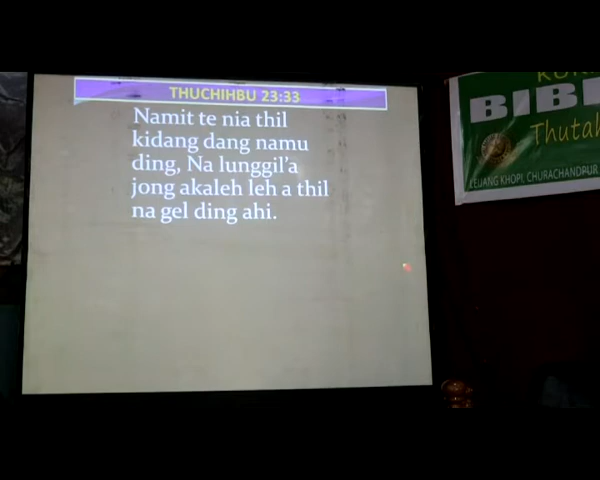 THUCHIHBU 23:33
Namit te nia thil
kidang dang namu
ding, Na lunggil'a
jong akaleh leh a thil
na gel ding ahi.
BIB
Thutah
LEIJANG KHOPI, CHURACHANDPUR